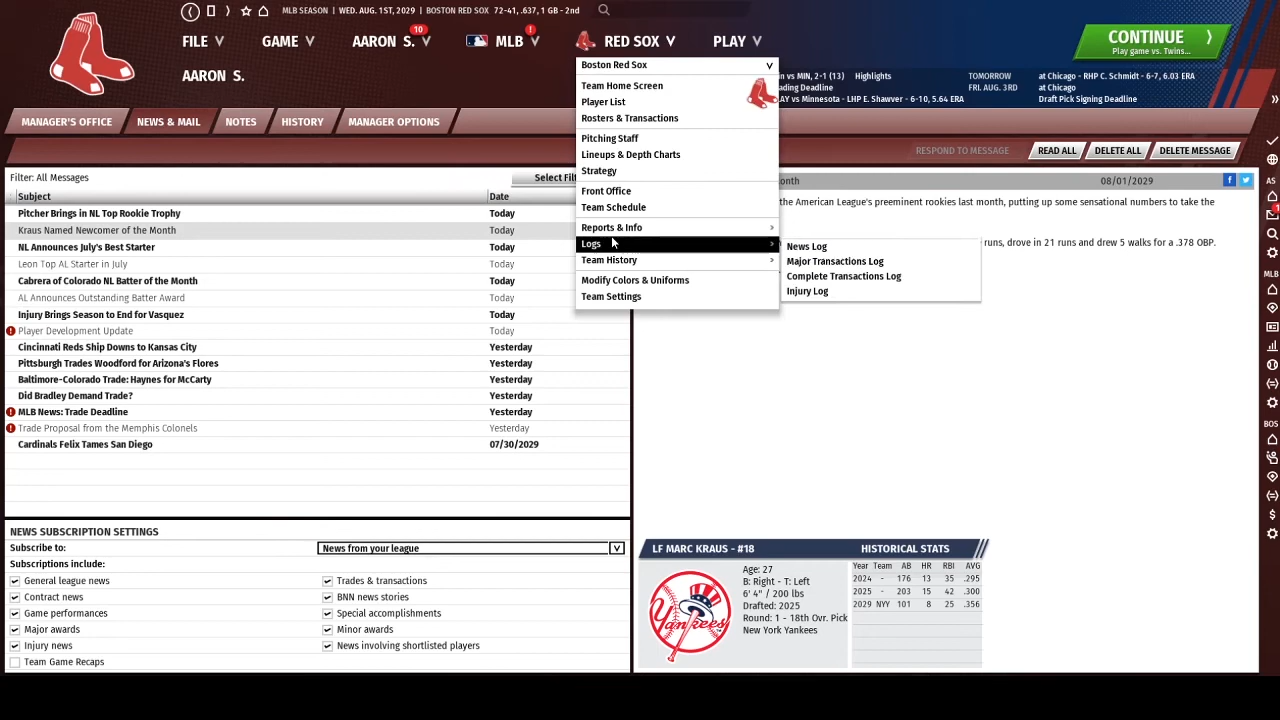 MLB SEASON | WED. AUG.1ST, 2029 | BOSTON RED SOX 72-41, .637, 1 GB - 2nd
FILE GAME AARON S. 10 MLB ! RED SOX PLAY
CONTINUE
Play game vs. Twins...
AARON S.
Boston Red Sox
n vs MIN, 2-1 (13) Highlights
ading Deadline
AY vs Minnesota - LHP E. Shawver - 6-10, 5.64 ERA
TOMORROW
FRI. AUG. 3RD
at Chicago - RHP C. Schmidt - 6-7, 6.03 ERA
at Chicago
Draft Pick Signing Deadline
Team Home Screen
Player List
Rosters & Transactions
Pitching Staff
Lineups & Depth Charts
Strategy
Front Office
Team Schedule
Reports & Info
Logs
Team History
Modify Colors & Uniforms
Team Settings
News Log
Major Transactions Log
Complete Transactions Log
Injury Log
MANAGER'S OFFICE NEWS & MAIL NOTES HISTORY MANAGER OPTIONS
RESPOND TO MESSAGE READ ALL DELETE ALL DELETE MESSAGE
Filter: All Messages Select Filt
Subject Date
Pitcher Brings in NL Top Rookie Trophy Today
Kraus Named Newcomer of the Month Today
NL Announces July's Best Starter Today
Leon Top AL Starter in July Today
Cabrera of Colorado NL Batter of the Month Today
AL Announces Outstanding Batter Award Today
Injury Brings Season to End for Vasquez Today
Player Development Update Today
Cincinnati Reds Ship Downs to Kansas City Yesterday
Pittsburgh Trades Woodford for Arizona's Flores Yesterday
Baltimore-Colorado Trade: Haynes for McCarty Yesterday
Did Bradley Demand Trade? Yesterday
MLB News: Trade Deadline Yesterday
Trade Proposal from the Memphis Colonels Yesterday
Cardinals Felix Tames San Diego 07/30/2029
onth 08/01/2029
the American League's preeminent rookies last month, putting up some sensational numbers to take the
runs, drove in 21 runs and drew 5 walks for a .378 OBP.
NEWS SUBSCRIPTION SETTINGS
Subscribe to: News from your league
Subscriptions include:
General league news Trades & transactions
Contract news BNN news stories
Game performances Special accomplishments
Major awards Minor awards
Injury news News involving shortlisted players
Team Game Recaps
LF MARC KRAUS - #18 HISTORICAL STATS
Age: 27
B: Right - T: Left
6' 4" / 200 lbs
Drafted: 2025
Round: 1 - 18th Ovr. Pick
New York Yankees
Yankees
Year Team AB HR RBI AVG
2024 - 176 13 35 .295
2025 - 203 15 42 .300
2029 NYY 101 8 25 .356
AS
MLB
BOS